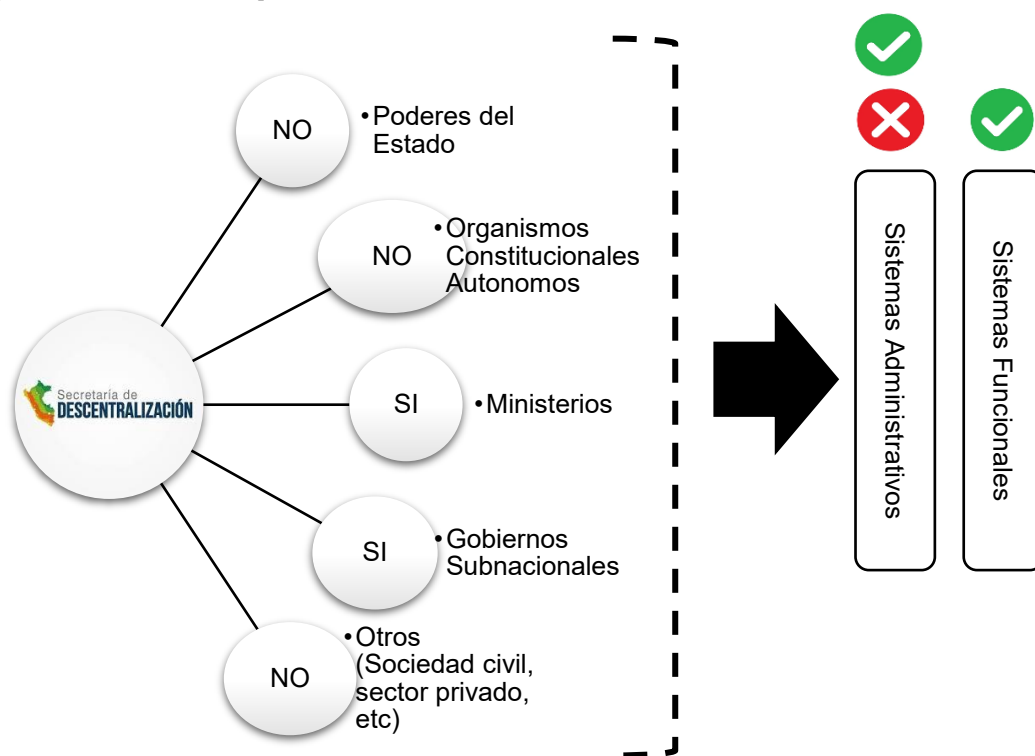 NO
•Poderes del
Estado
NO
•Organismos
Constitucionales
Autonomos
Secretaría de
DESCENTRALIZACIÓN
SI
•Ministerios
SI
•Gobiernos
Subnacionales
NO
•Otros
(Sociedad civil,
sector privado,
etc)
Sistemas Administrativos
Sistemas Funcionales